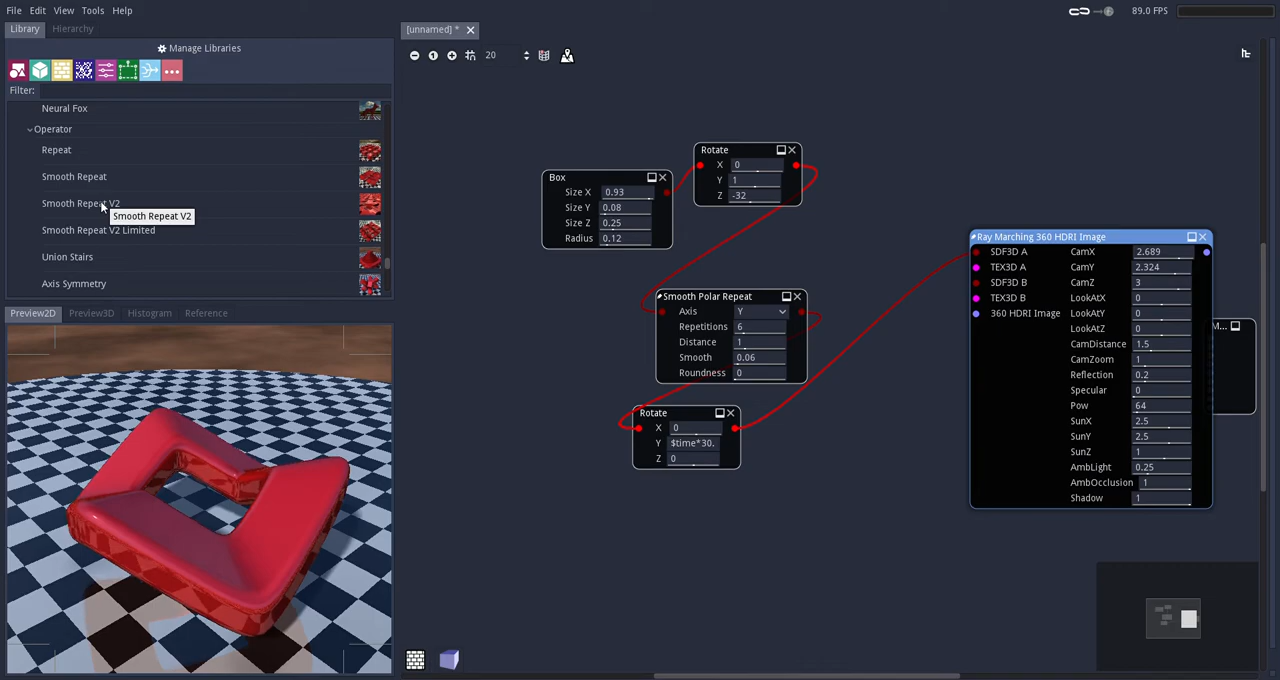 File Edit View Tools Help
89.0 FPS
Library Hierarchy
[unnamed] *
Manage Libraries
20
Filter:
Neural Fox
Operator
Repeat
Smooth Repeat
Smooth Repeat V2
Smooth Repeat V2
Smooth Repeat V2 Limited
Union Stairs
Axis Symmetry
Preview2D Preview3D Histogram Reference
Box
Size X 0.93
Size Y 0.08
Size Z 0.25
Radius 0.12
Rotate
X 0
Y 1
Z -32
Smooth Polar Repeat
Axis Y
Repetitions 6
Distance 1
Smooth 0.06
Roundness 0
Rotate
X 0
Y $time*30.
Z 0
Ray Marching 360 HDRI Image
SDF3D A CamX 2.689
TEX3D A CamY 2.324
SDF3D B CamZ 3
TEX3D B LookAtX 0
360 HDRI Image LookAtY 0
LookAtZ 0
CamDistance 1.5
CamZoom 1
Reflection 0.2
Specular 0
Pow 64
SunX 2.5
SunY 2.5
SunZ 1
AmbLight 0.25
AmbOcclusion 1
Shadow 1
M...